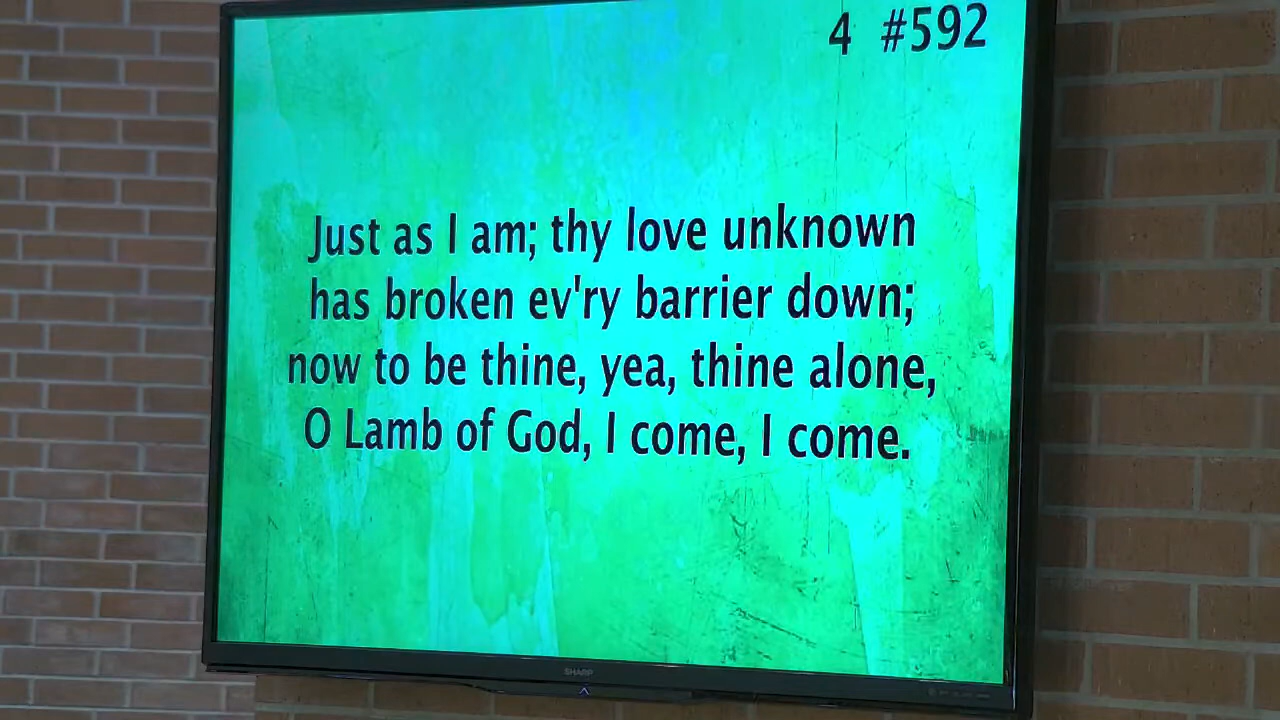 4 #592
Just as I am; thy love unknown
has broken ev'ry barrier down;
now to be thine, yea, thine alone,
O Lamb of God, I come, I come.
SHARP